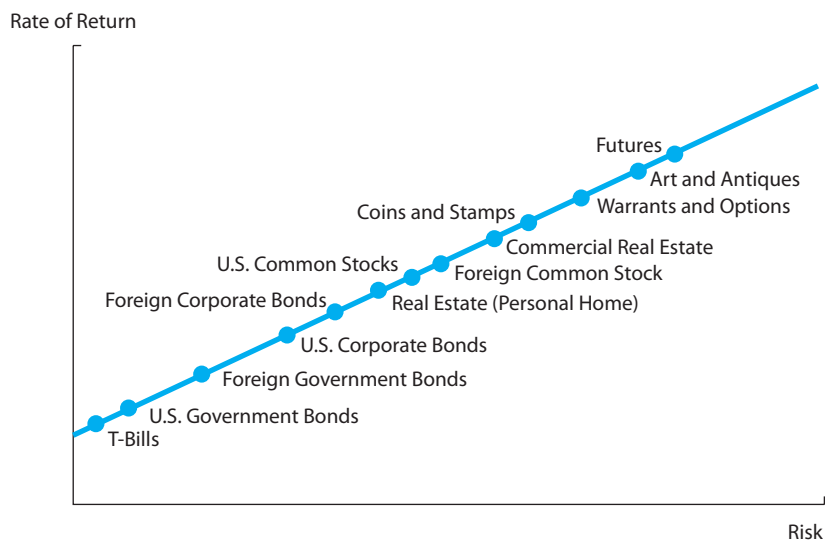 Rate of Return
Futures
Art and Antiques
Warrants and Options
Coins and Stamps
Commercial Real Estate
U.S. Common Stocks
Foreign Common Stock
Foreign Corporate Bonds
Real Estate (Personal Home)
U.S. Corporate Bonds
Foreign Government Bonds
U.S. Government Bonds
T-Bills
Risk